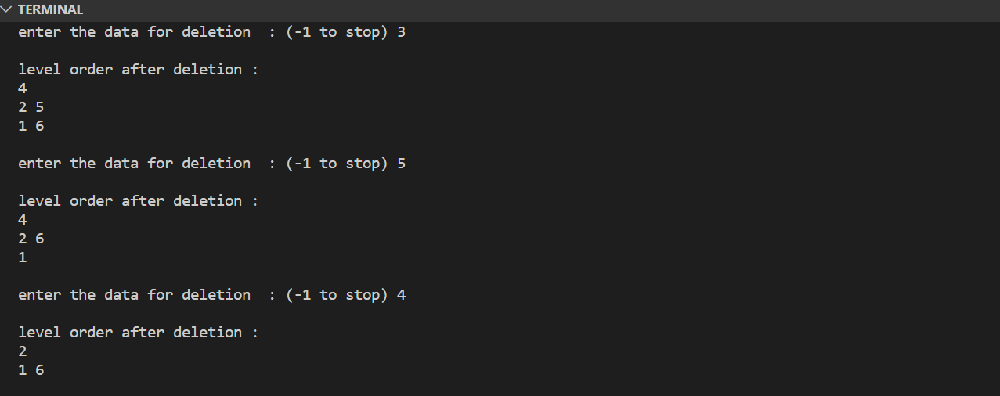 TERMINAL
enter the data for deletion  : (-1 to stop) 3
level order after deletion :
4
2 5
1 6
enter the data for deletion  : (-1 to stop) 5
level order after deletion :
4
2 6
1
enter the data for deletion  : (-1 to stop) 4
level order after deletion :
2
1 6